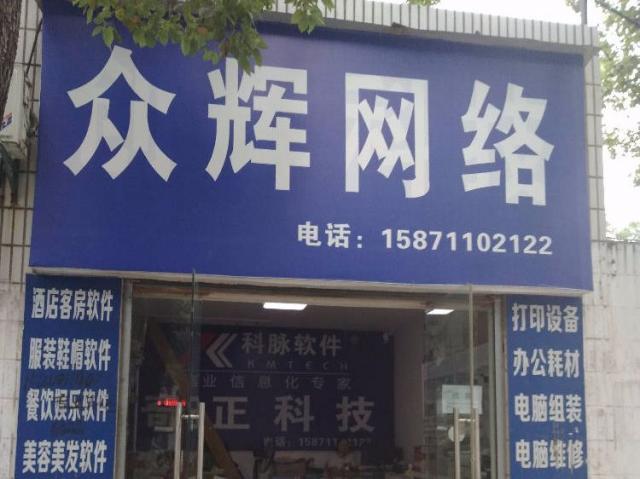 众辉网络
电话：15871102122
酒店客房软件
服装鞋帽软件
餐饮娱乐软件
美容美发软件
科脉软件
KMTECH
业信息化专家
正科技
电话：15871102122
打印设备
办公耗材
电脑组装
电脑维修